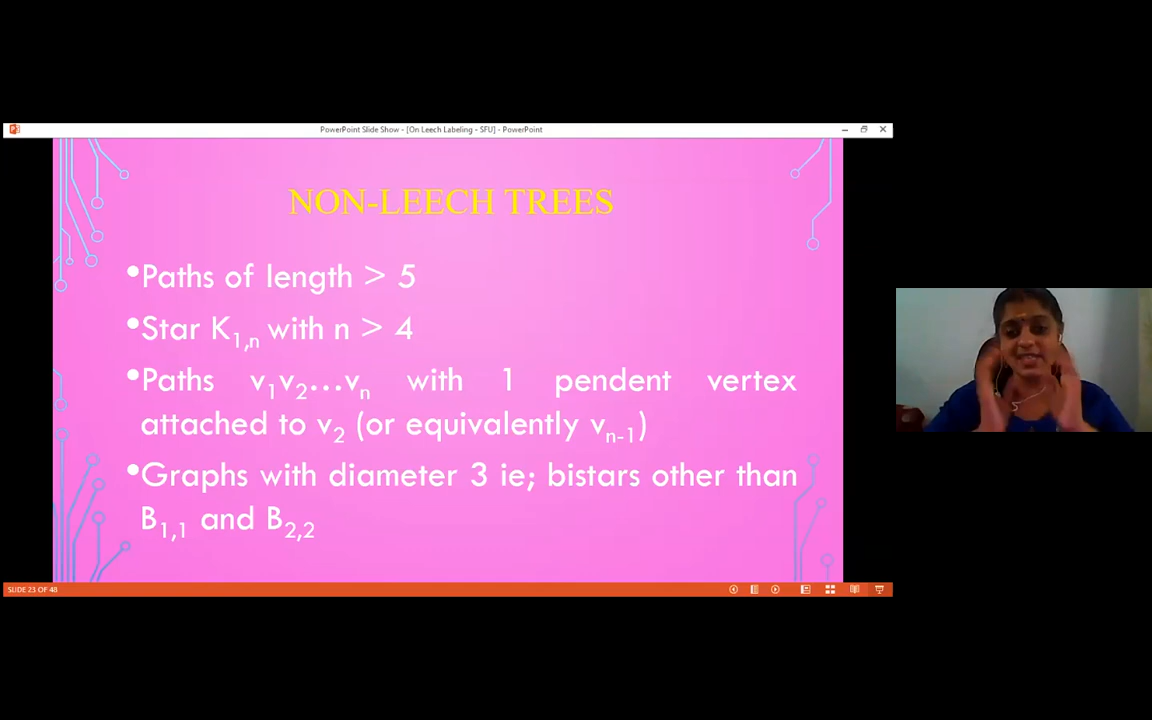 PowerPoint Slide Show - [On Leech Labeling - SFU] - PowerPoint
NON-LEECH TREES
•Paths of length > 5
•Star K1,n with n > 4
•Paths v1v2...vn with 1 pendent vertex
attached to v2 (or equivalently vn-1)
•Graphs with diameter 3 ie; bistars other than
B1,1 and B2,2
SLIDE 23 OF 48